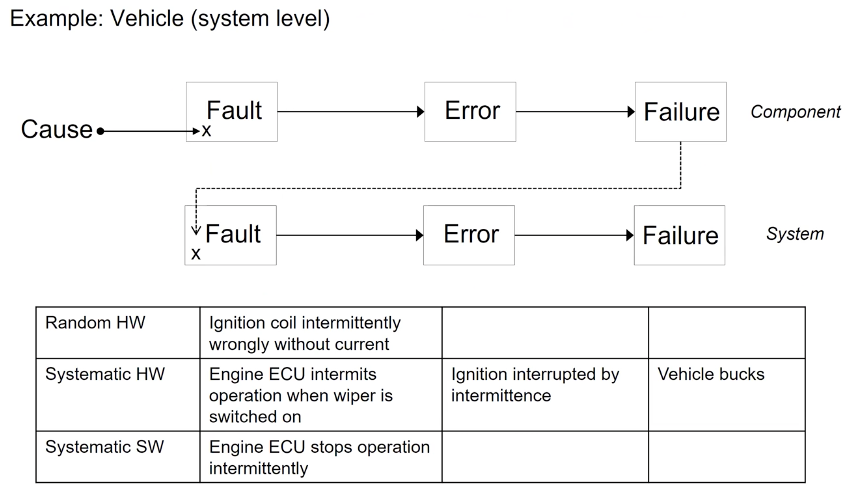 Example: Vehicle (system level)
Fault
Error
Failure
Component
Cause
x
Fault
Error
Failure
System
x
Random HW
Ignition coil intermittently
wrongly without current
Systematic HW
Engine ECU intermits
operation when wiper is
switched on
Ignition interrupted by
intermittence
Vehicle bucks
Systematic SW
Engine ECU stops operation
intermittently